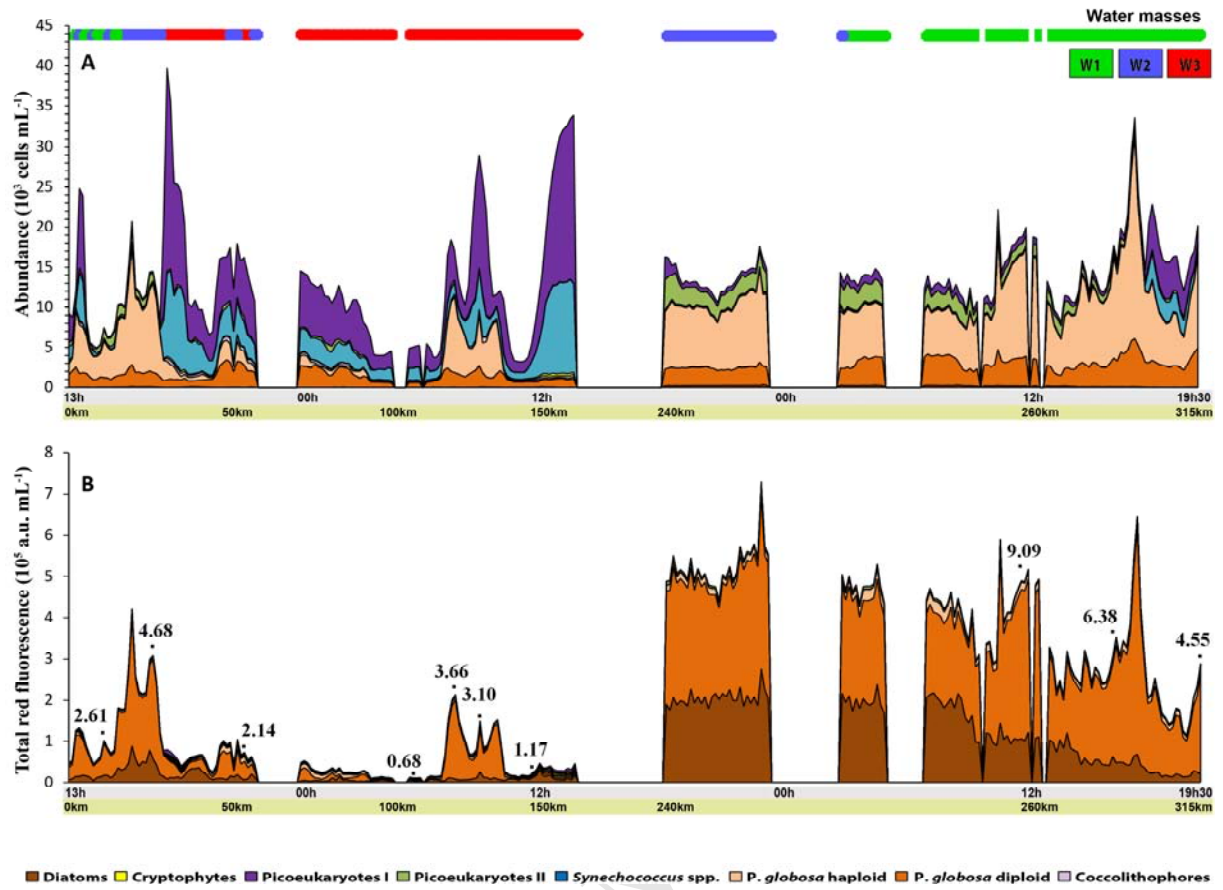 Water masses
W1 W2 W3
A
Abundance (10³ cells mL⁻¹)
45
40
35
30
25
20
15
10
5
0
13h 00h 12h 00h 12h 19h30
0km 50km 100km 150km 240km 260km 315km
B
Total red fluorescence (10⁵ a.u. mL⁻¹)
8
7
6
5
4
3
2
1
0
2.61 4.68 2.14 0.68 3.66 3.10 1.17 9.09 6.38 4.55
13h 00h 12h 00h 12h 19h30
0km 50km 100km 150km 240km 260km 315km
Diatoms Cryptophytes Picoeukaryotes I Picoeukaryotes II Synechococcus spp. P. globosa haploid P. globosa diploid Coccolithophores